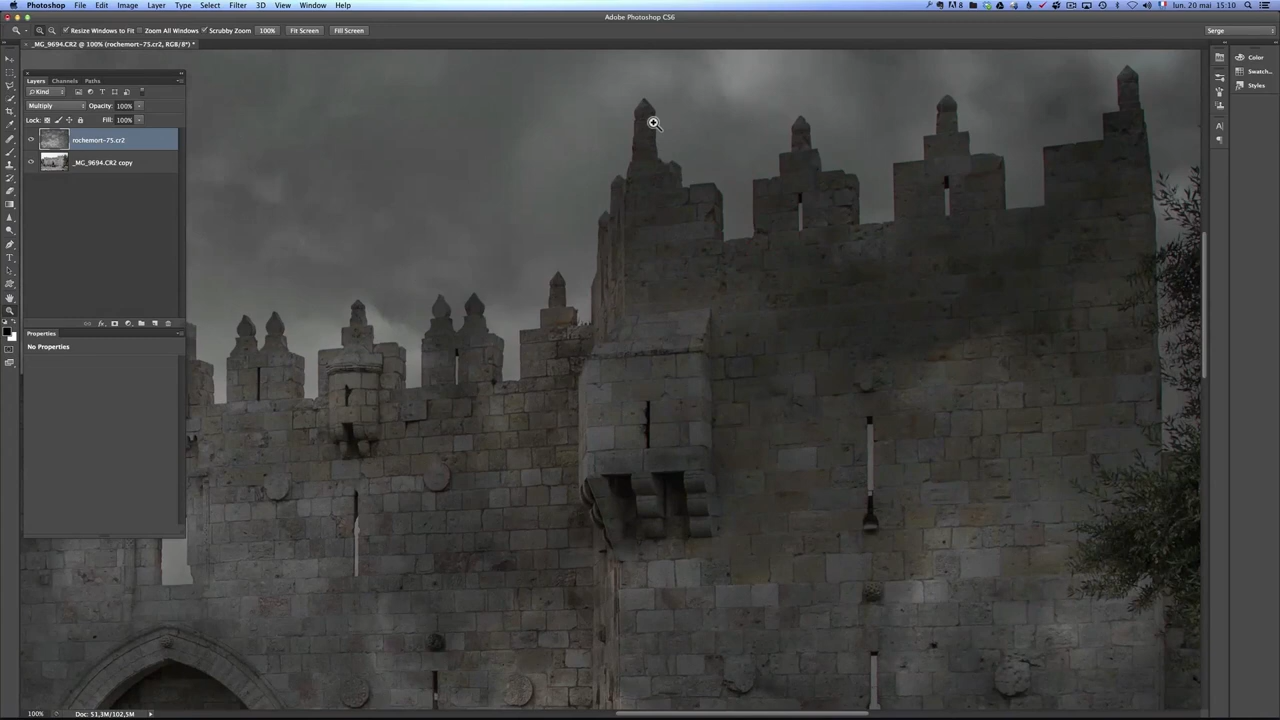 Photoshop File Edit Image Layer Type Select Filter 3D View Window Help 8 lun. 20 mai 15:10
Adobe Photoshop CS6
Resize Windows to Fit Zoom All Windows Scrubby Zoom 100% Fit Screen Fill Screen Serge
_MG_9694.CR2 @ 100% (rochemort-75.cr2, RGB/8*) *
Layers Channels Paths
Kind
Multiply Opacity: 100%
Lock: Fill: 100%
rochemort-75.cr2
_MG_9694.CR2 copy
Properties
No Properties
Color
Swatch...
Styles
100% Doc: 51,3M/102,5M